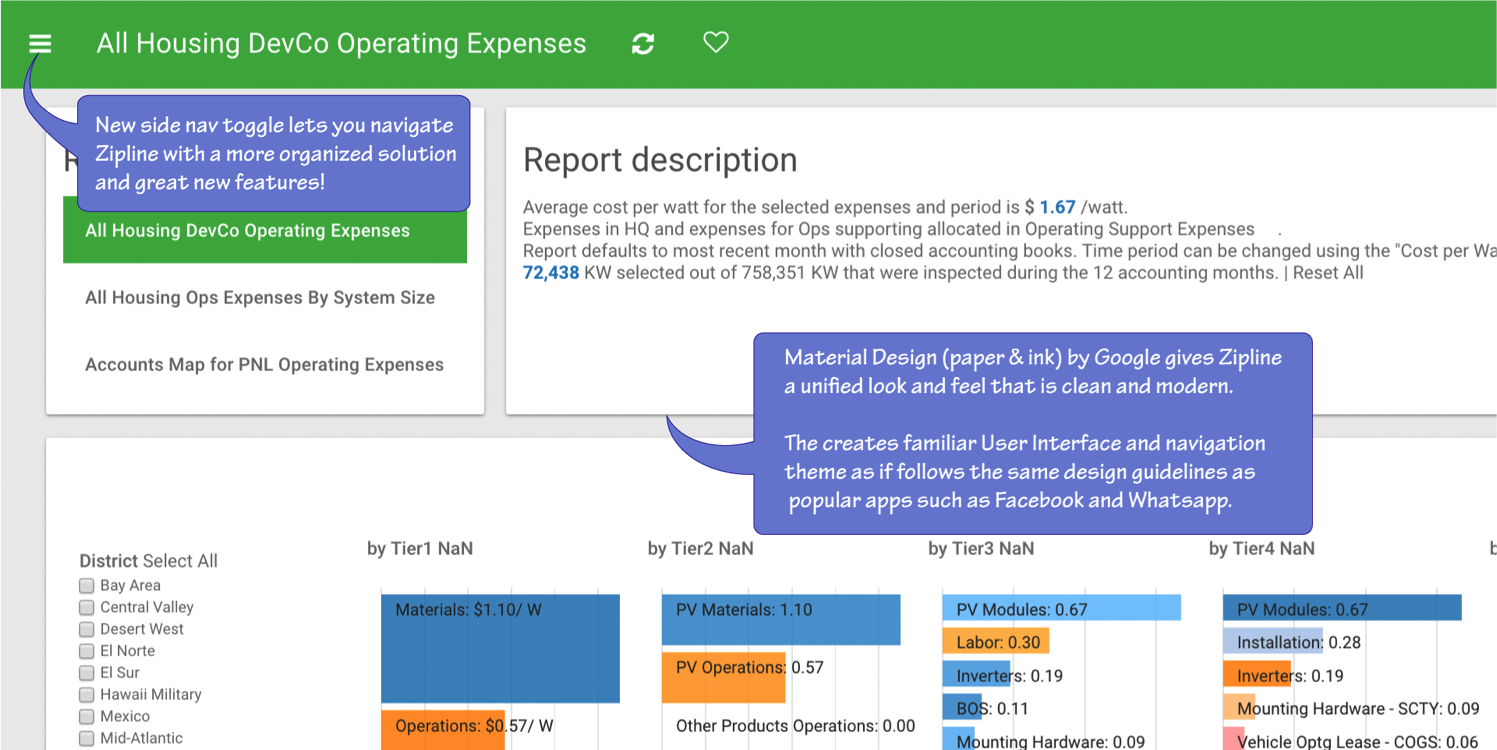 All Housing DevCo Operating Expenses
New side nav toggle lets you navigate
Zipline with a more organized solution
and great new features!
All Housing DevCo Operating Expenses
All Housing Ops Expenses By System Size
Accounts Map for PNL Operating Expenses
Report description
Average cost per watt for the selected expenses and period is $ 1.67 /watt.
Expenses in HQ and expenses for Ops supporting allocated in Operating Support Expenses .
Report defaults to most recent month with closed accounting books. Time period can be changed using the "Cost per Wa
72,438 KW selected out of 758,351 KW that were inspected during the 12 accounting months. | Reset All
Material Design (paper & ink) by Google gives Zipline
a unified look and feel that is clean and modern.
The creates familiar User Interface and navigation
theme as if follows the same design guidelines as
popular apps such as Facebook and Whatsapp.
District Select All
Bay Area
Central Valley
Desert West
El Norte
El Sur
Hawaii Military
Mexico
Mid-Atlantic
by Tier1 NaN
Materials: $1.10/ W
Operations: $0.57/ W
by Tier2 NaN
PV Materials: 1.10
PV Operations: 0.57
Other Products Operations: 0.00
by Tier3 NaN
PV Modules: 0.67
Labor: 0.30
Inverters: 0.19
BOS: 0.11
Mounting Hardware: 0.09
by Tier4 NaN
PV Modules: 0.67
Installation: 0.28
Inverters: 0.19
Mounting Hardware - SCTY: 0.09
Vehicle Optg Lease - COGS: 0.06